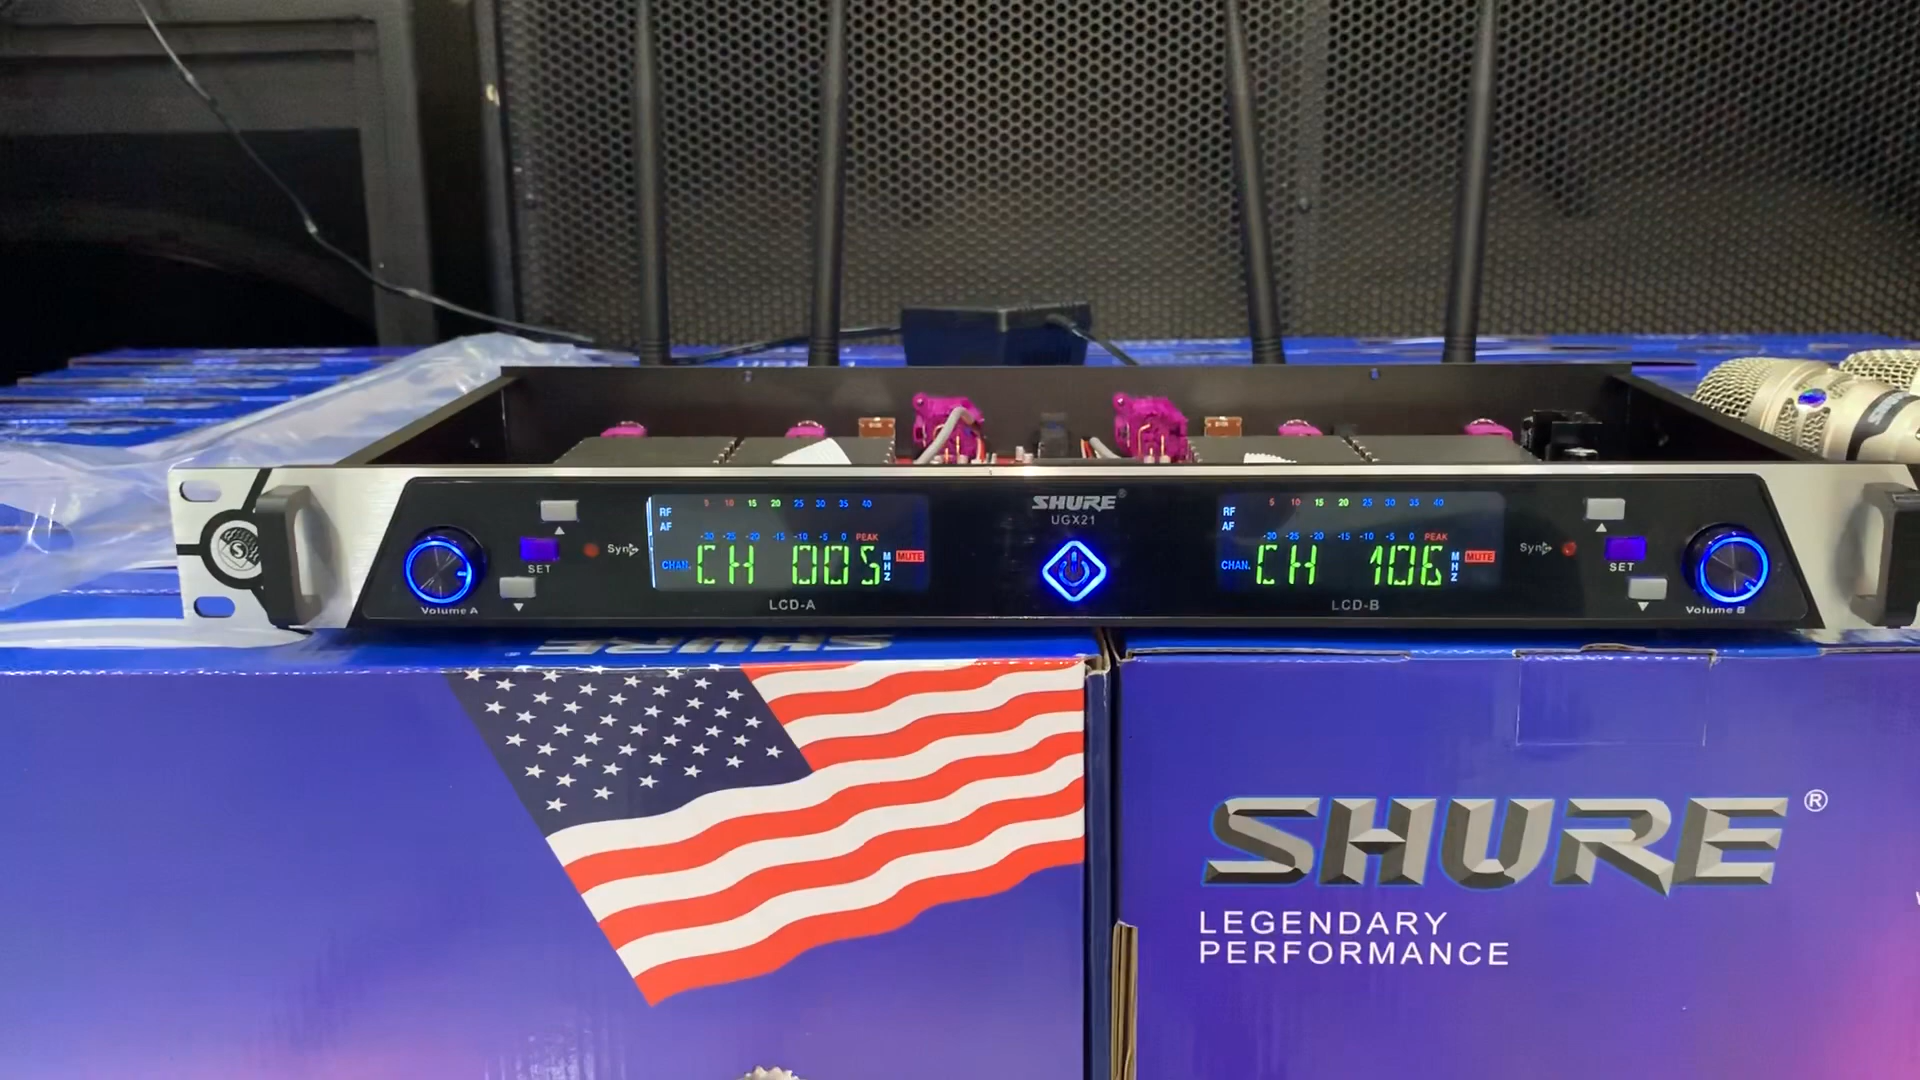 SHURE®
UGX21
5 10 15 20 25 30 35 40
RF
AF
-30 -25 -20 -15 -10 -5 0 PEAK
CHAN. CH 005 MHZ MUTE
LCD-A
SET
Sync
Volume A
5 10 15 20 25 30 35 40
RF
AF
-30 -25 -20 -15 -10 -5 0 PEAK
CHAN. CH 106 MHZ MUTE
LCD-B
Sync
SET
Volume B
SHURE
SHURE®
LEGENDARY
PERFORMANCE